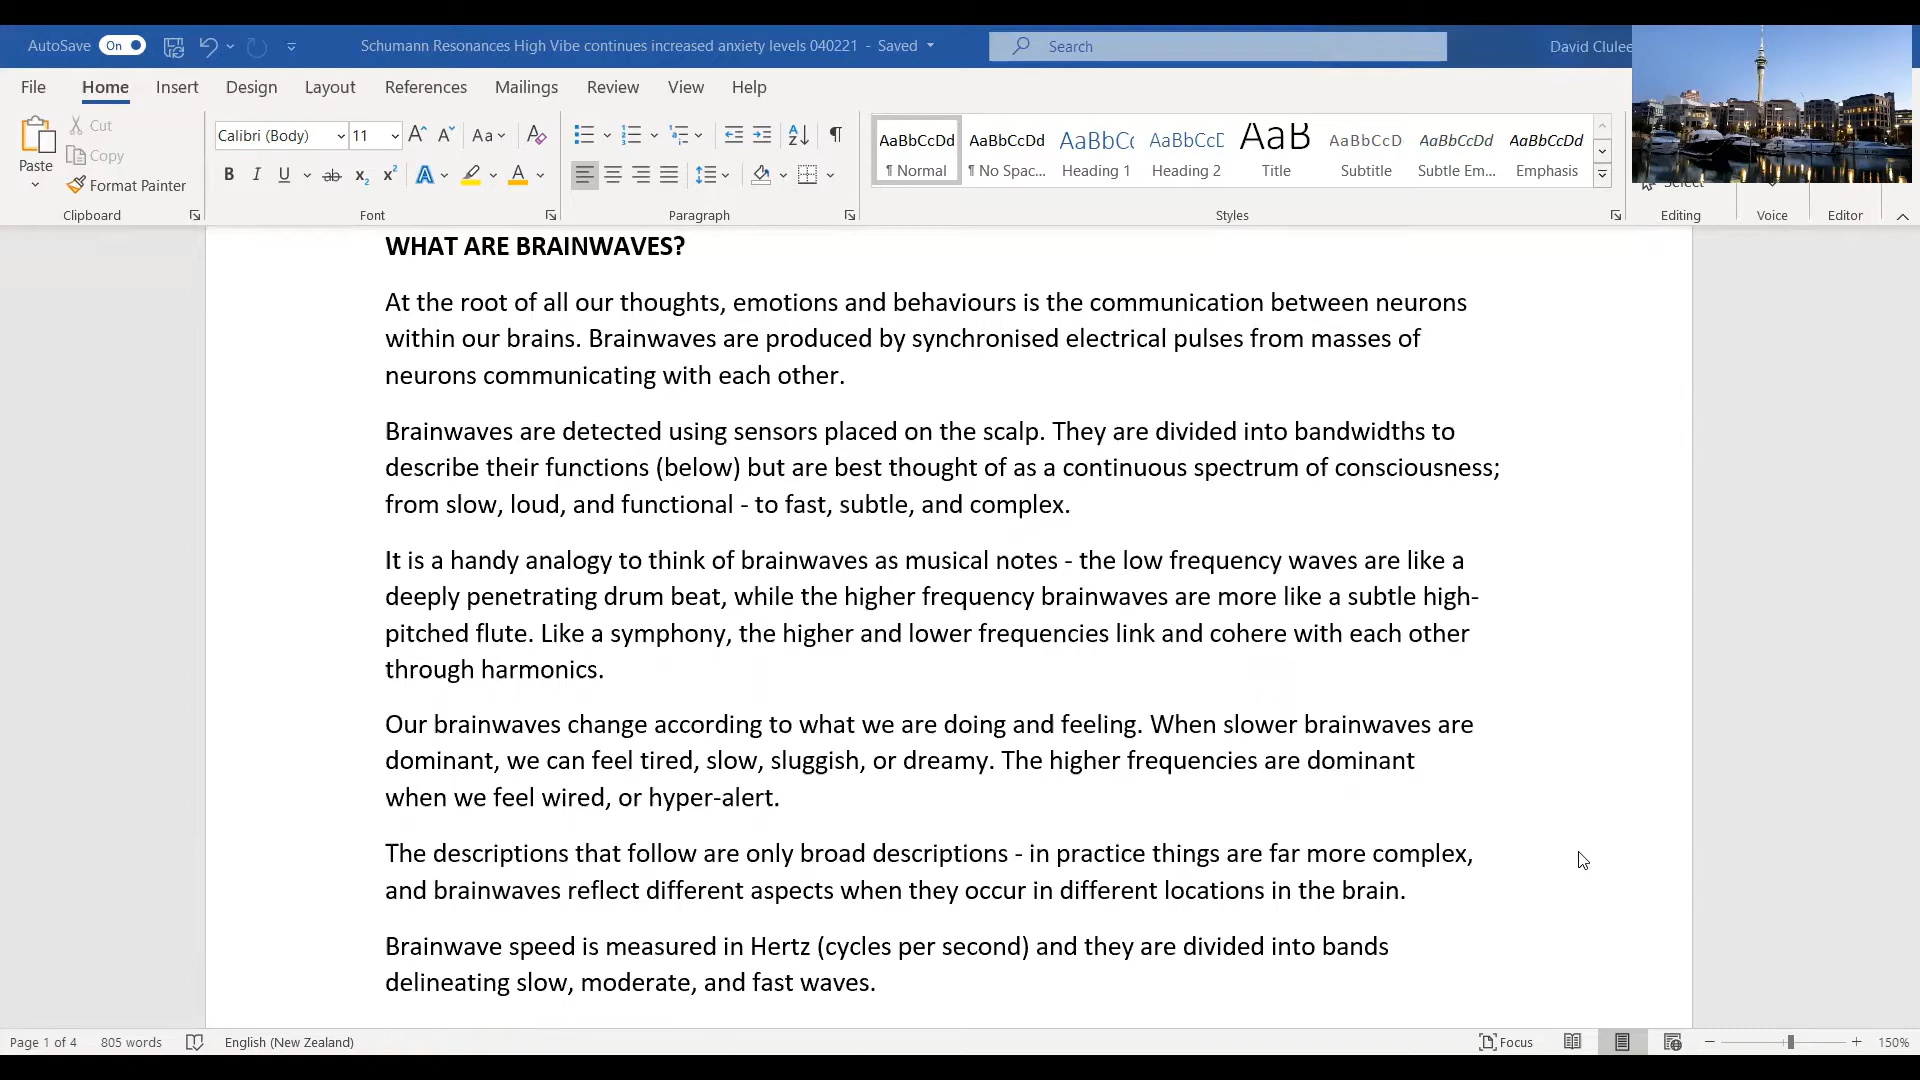 AutoSave On Schumann Resonances High Vibe continues increased anxiety levels 040221 - Saved Search David Clulee
File Home Insert Design Layout References Mailings Review View Help
Paste Cut Copy Format Painter
Calibri (Body) 11 Aa
B I U ab x2 x2 A A
AaBbCcDd AaBbCcDd AaBbCc AaBbCcD AaB AaBbCcD AaBbCcDd AaBbCcDd
¶ Normal ¶ No Spac... Heading 1 Heading 2 Title Subtitle Subtle Em... Emphasis
Select
Clipboard Font Paragraph Styles Editing Voice Editor
WHAT ARE BRAINWAVES?
At the root of all our thoughts, emotions and behaviours is the communication between neurons
within our brains. Brainwaves are produced by synchronised electrical pulses from masses of
neurons communicating with each other.
Brainwaves are detected using sensors placed on the scalp. They are divided into bandwidths to
describe their functions (below) but are best thought of as a continuous spectrum of consciousness;
from slow, loud, and functional - to fast, subtle, and complex.
It is a handy analogy to think of brainwaves as musical notes - the low frequency waves are like a
deeply penetrating drum beat, while the higher frequency brainwaves are more like a subtle high-
pitched flute. Like a symphony, the higher and lower frequencies link and cohere with each other
through harmonics.
Our brainwaves change according to what we are doing and feeling. When slower brainwaves are
dominant, we can feel tired, slow, sluggish, or dreamy. The higher frequencies are dominant
when we feel wired, or hyper-alert.
The descriptions that follow are only broad descriptions - in practice things are far more complex,
and brainwaves reflect different aspects when they occur in different locations in the brain.
Brainwave speed is measured in Hertz (cycles per second) and they are divided into bands
delineating slow, moderate, and fast waves.
Page 1 of 4 805 words English (New Zealand) Focus 150%